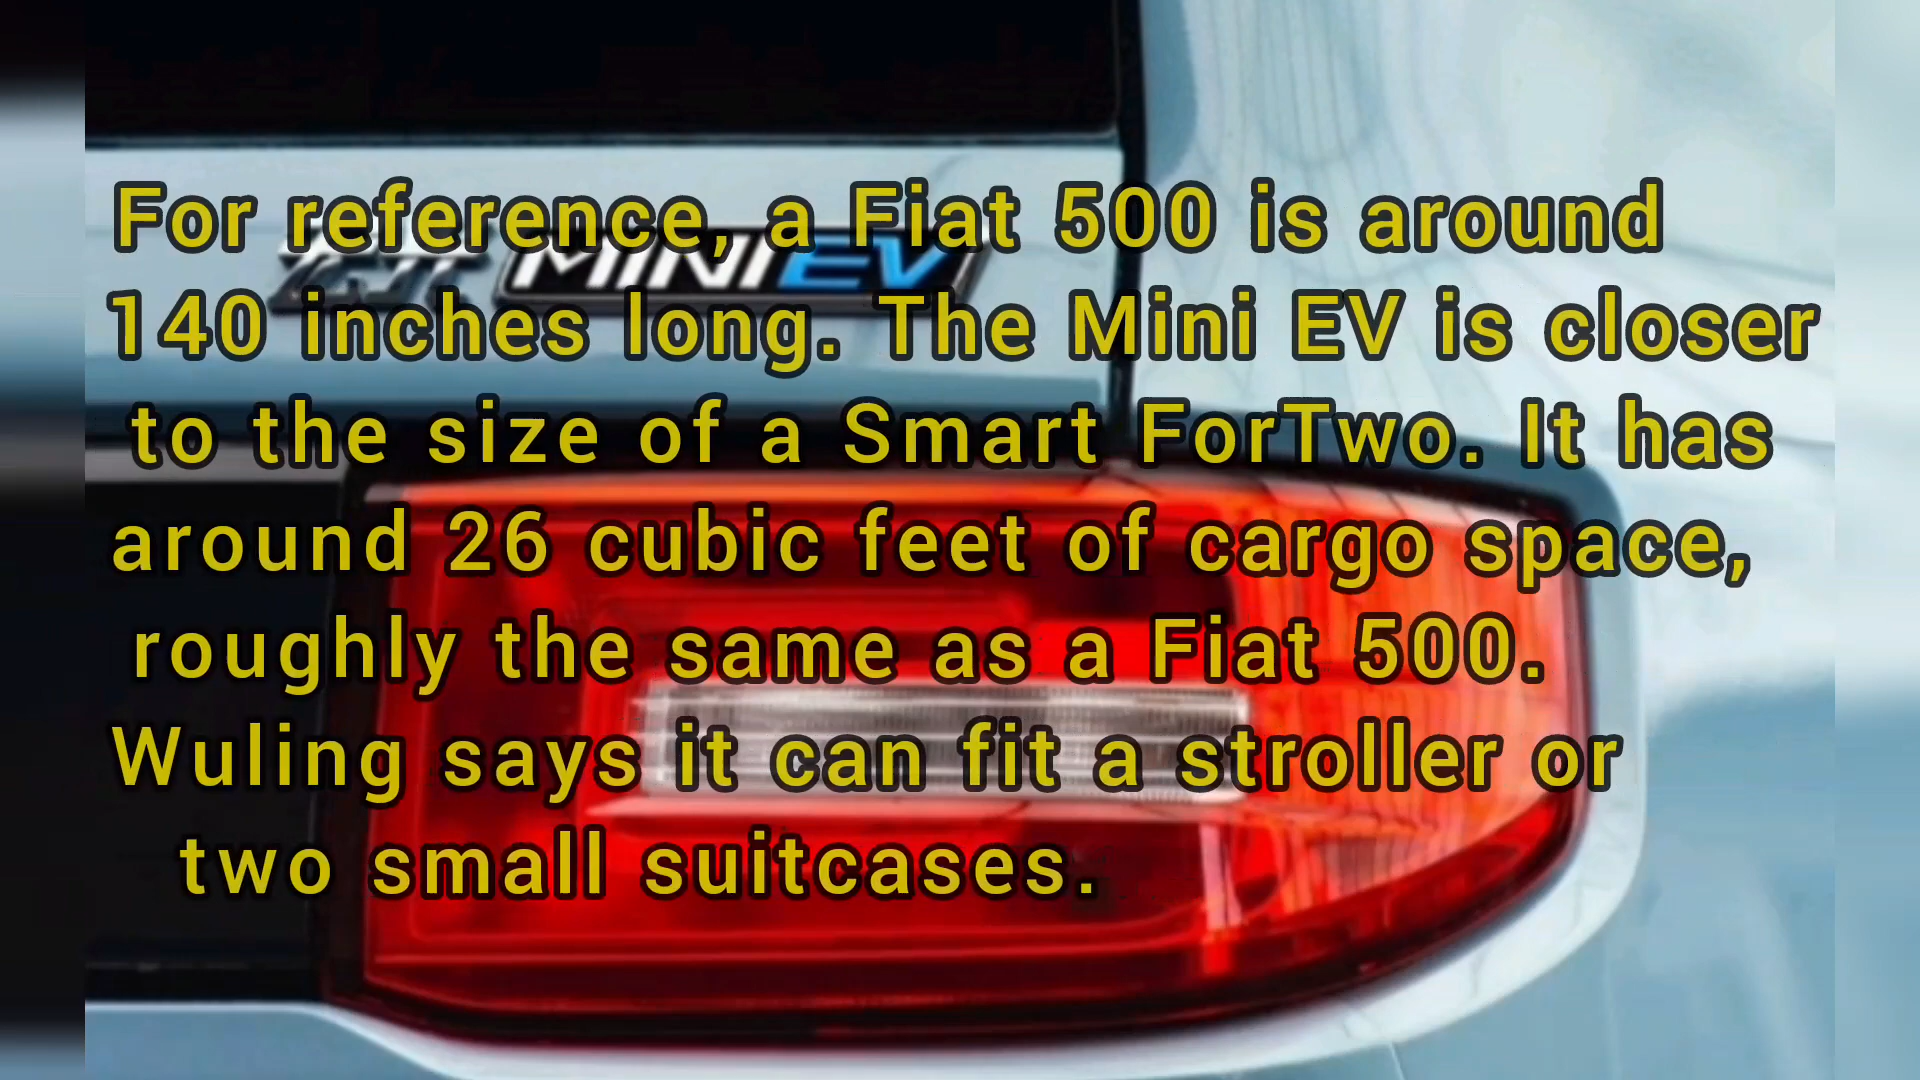 For reference, a Fiat 500 is around
MINI EV
140 inches long. The Mini EV is closer
to the size of a Smart ForTwo. It has
around 26 cubic feet of cargo space,
roughly the same as a Fiat 500.
Wuling says it can fit a stroller or
two small suitcases.